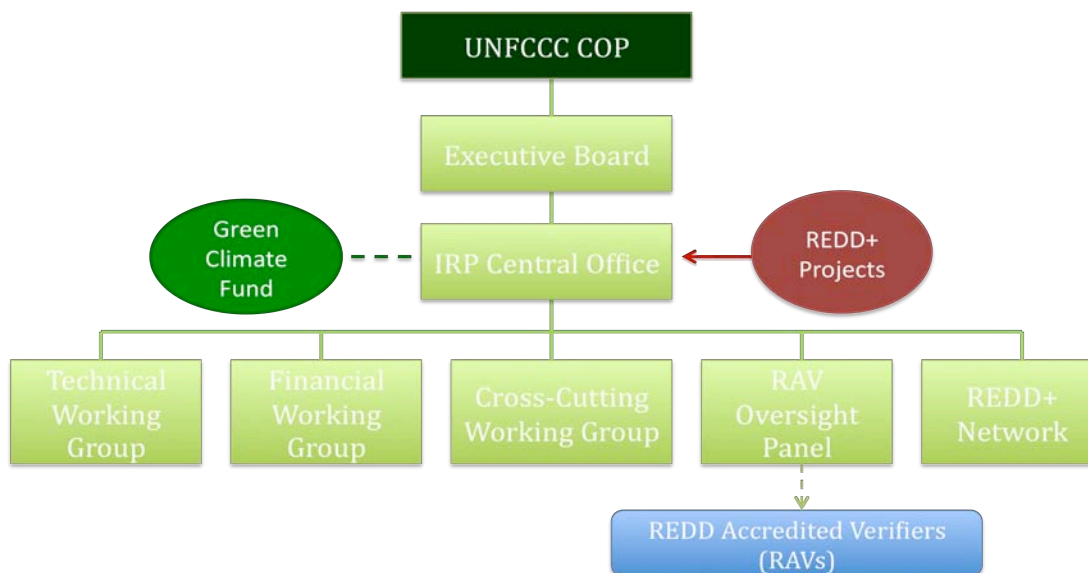 UNFCCC COP
Executive Board
Green
Climate
Fund
IRP Central Office
REDD+
Projects
Technical
Working
Group
Financial
Working
Group
Cross-Cutting
Working Group
RAV
Oversight
Panel
REDD+
Network
REDD Accredited Verifiers
(RAVs)